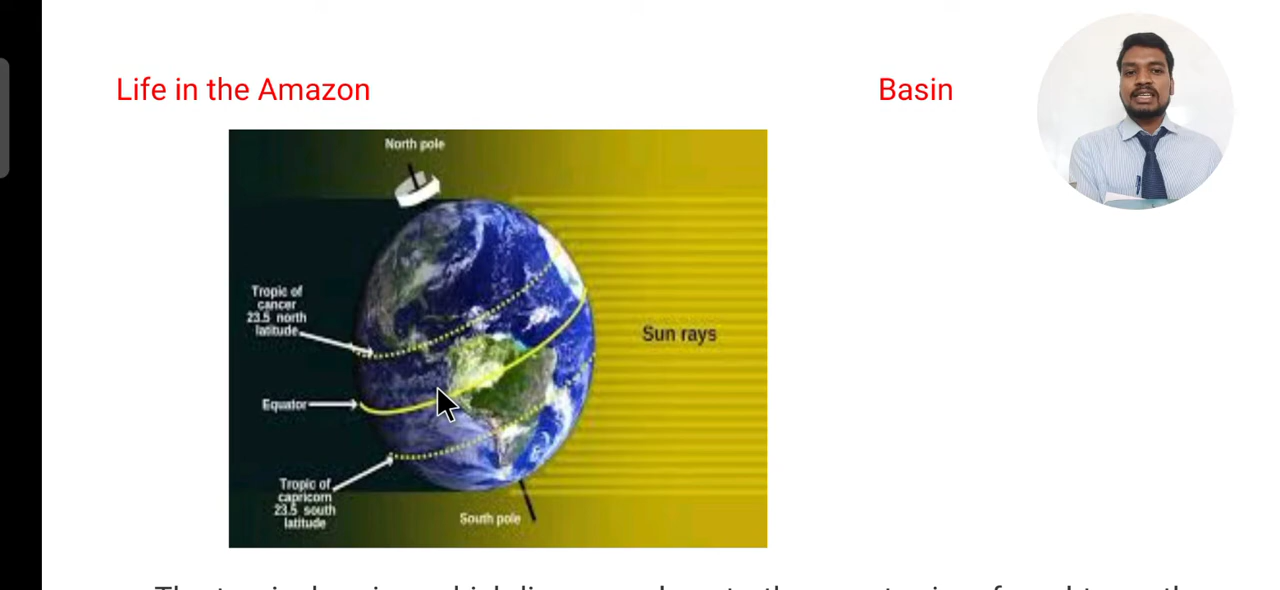 Life in the Amazon Basin
North pole
Tropic of
cancer
23.5 north
latitude
Sun rays
Equator
Tropic of
capricorn
23.5 south
latitude
South pole